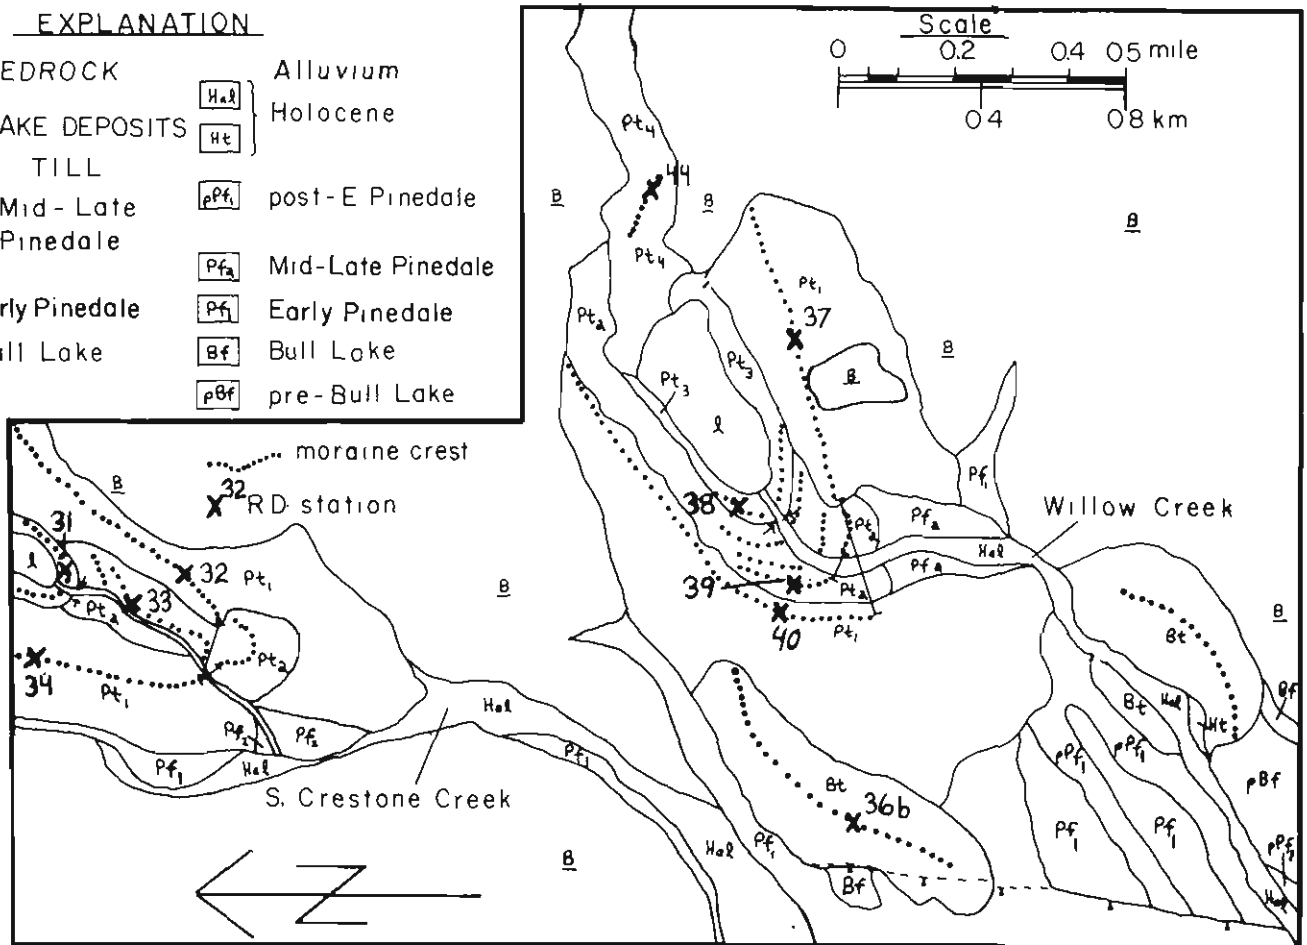 EXPLANATION
EDROCK
Alluvium
Hal
Holocene
AKE DEPOSITS
Ht
TILL
Mid-Late
Pinedale
pPf1
post-E Pinedale
Pf2
Mid-Late Pinedale
rly Pinedale
Pf1
Early Pinedale
ull Lake
Bf
Bull Lake
pBf
pre-Bull Lake
moraine crest
X32 RD station
Scale
0 0.2 0.4 0.5 mile
0.4 0.8 km
Pt4
44
B
B
B
Pt4
Pt1
Pt2
37
Pt3
B
B
Pt3
l
Pf1
Willow Creek
38
Pt2
Pf2
Hal
Pf2
39
Pt2
40
Pt1
B
31
l
32
Pt1
33
Pt2
Pt2
34
Pt1
B
Pf2
Pf2
Pf1
Hal
Hal
Pf1
S. Crestone Creek
Bt
B
Bt
Hal
Ht
Bf
pPf1
pPf1
pBf
Bt
36b
Pf1
Pf1
pPf1
Hal
Hal
Pf1
Bf
B